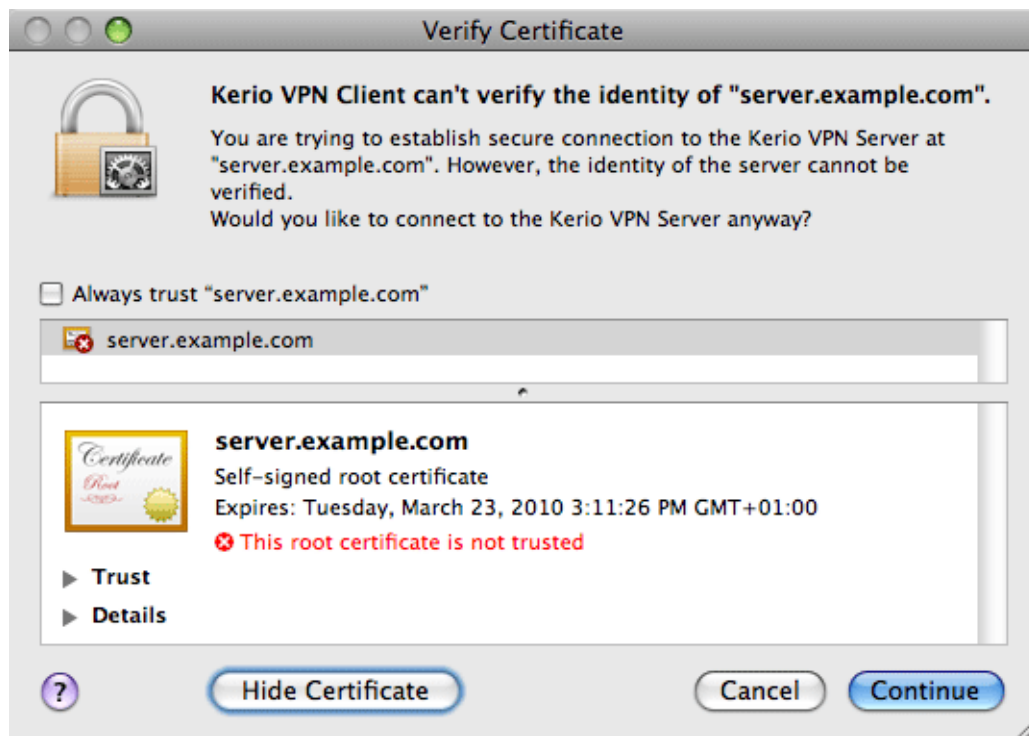 Verify Certificate
Kerio VPN Client can't verify the identity of "server.example.com".
You are trying to establish secure connection to the Kerio VPN Server at
"server.example.com". However, the identity of the server cannot be
verified.
Would you like to connect to the Kerio VPN Server anyway?
Always trust “server.example.com”
server.example.com
Certificate
Root
server.example.com
Self-signed root certificate
Expires: Tuesday, March 23, 2010 3:11:26 PM GMT+01:00
This root certificate is not trusted
Trust
Details
?
Hide Certificate
Cancel
Continue